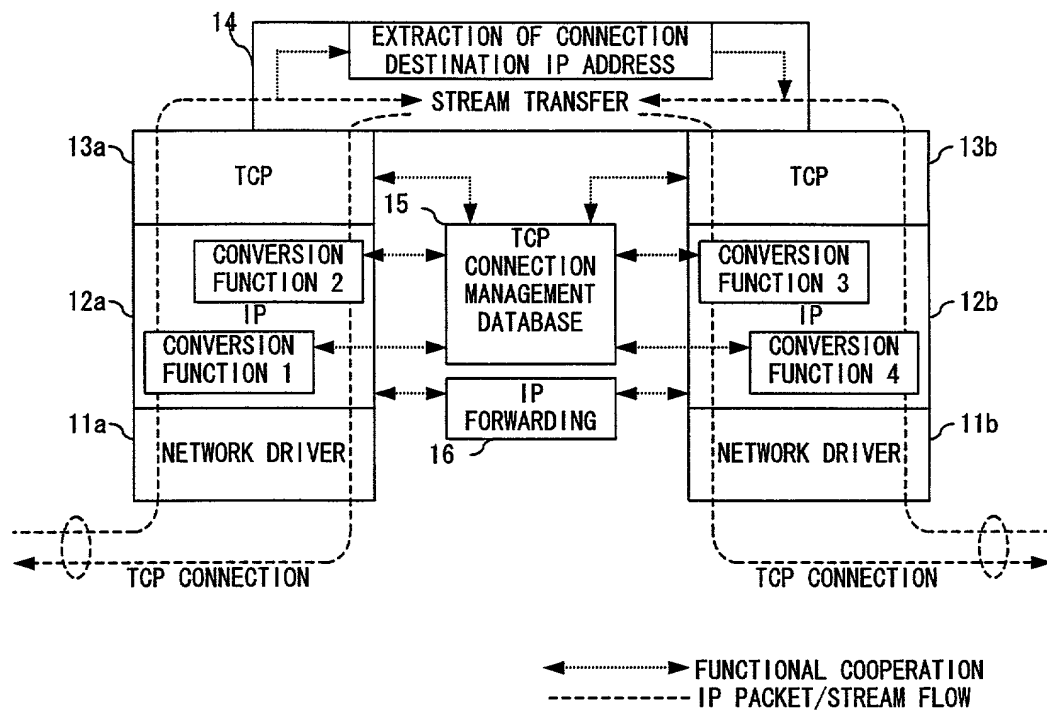 14
EXTRACTION OF CONNECTION
DESTINATION IP ADDRESS
STREAM TRANSFER
13a
TCP
TCP
13b
15
TCP
CONNECTION
MANAGEMENT
DATABASE
CONVERSION
FUNCTION 2
CONVERSION
FUNCTION 3
12a
IP
IP
12b
CONVERSION
FUNCTION 1
CONVERSION
FUNCTION 4
IP
FORWARDING
16
11a
NETWORK DRIVER
NETWORK DRIVER
11b
TCP CONNECTION
TCP CONNECTION
FUNCTIONAL COOPERATION
IP PACKET/STREAM FLOW